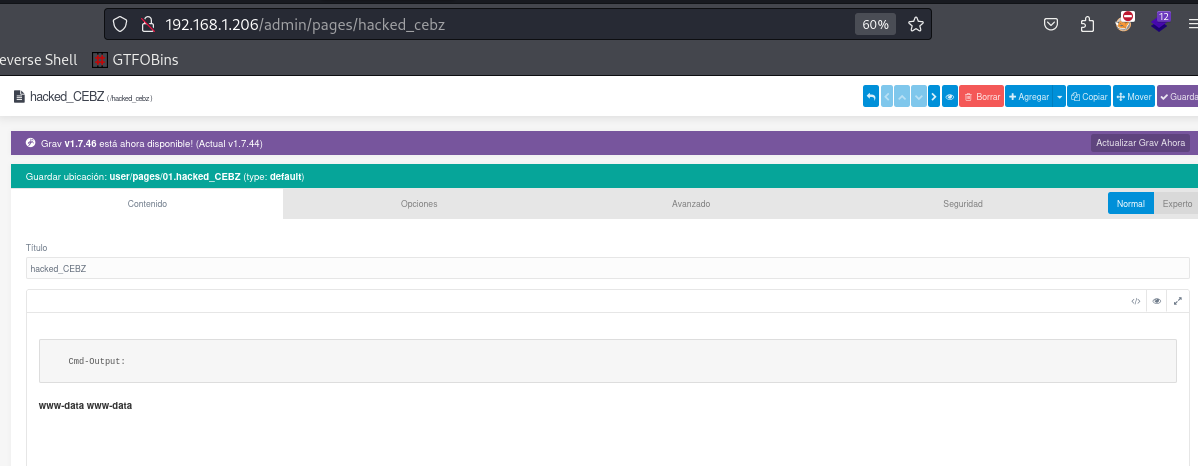 192.168.1.206/admin/pages/hacked_cebz 60% 12
everse Shell GTFOBins
hacked_CEBZ (/hacked_cebz) Borrar Agregar Copiar Mover Guarda
Grav v1.7.46 está ahora disponible! (Actual v1.7.44) Actualizar Grav Ahora
Guardar ubicación: user/pages/01.hacked_CEBZ (type: default)
Contenido Opciones Avanzado Seguridad Normal Experto
Título
hacked_CEBZ
Cmd-Output:
www-data www-data